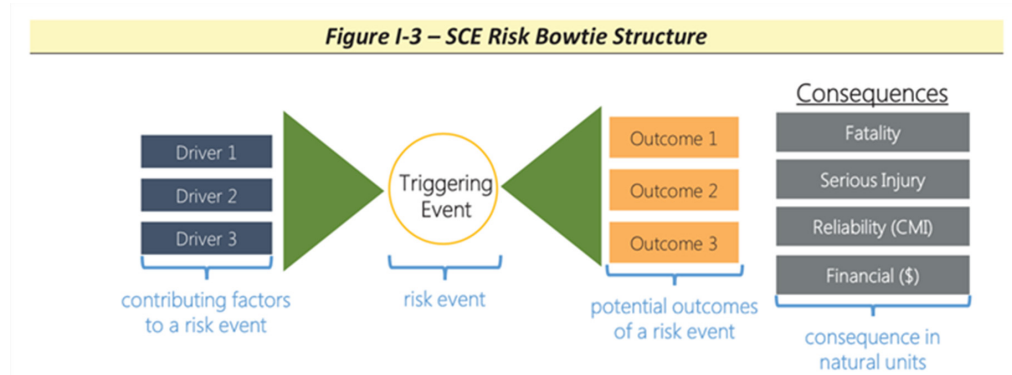 Figure I-3 – SCE Risk Bowtie Structure
Consequences
Driver 1
Driver 2
Driver 3
Triggering
Event
Outcome 1
Outcome 2
Outcome 3
Fatality
Serious Injury
Reliability (CMI)
Financial ($)
contributing factors
to a risk event
risk event
potential outcomes
of a risk event
consequence in
natural units